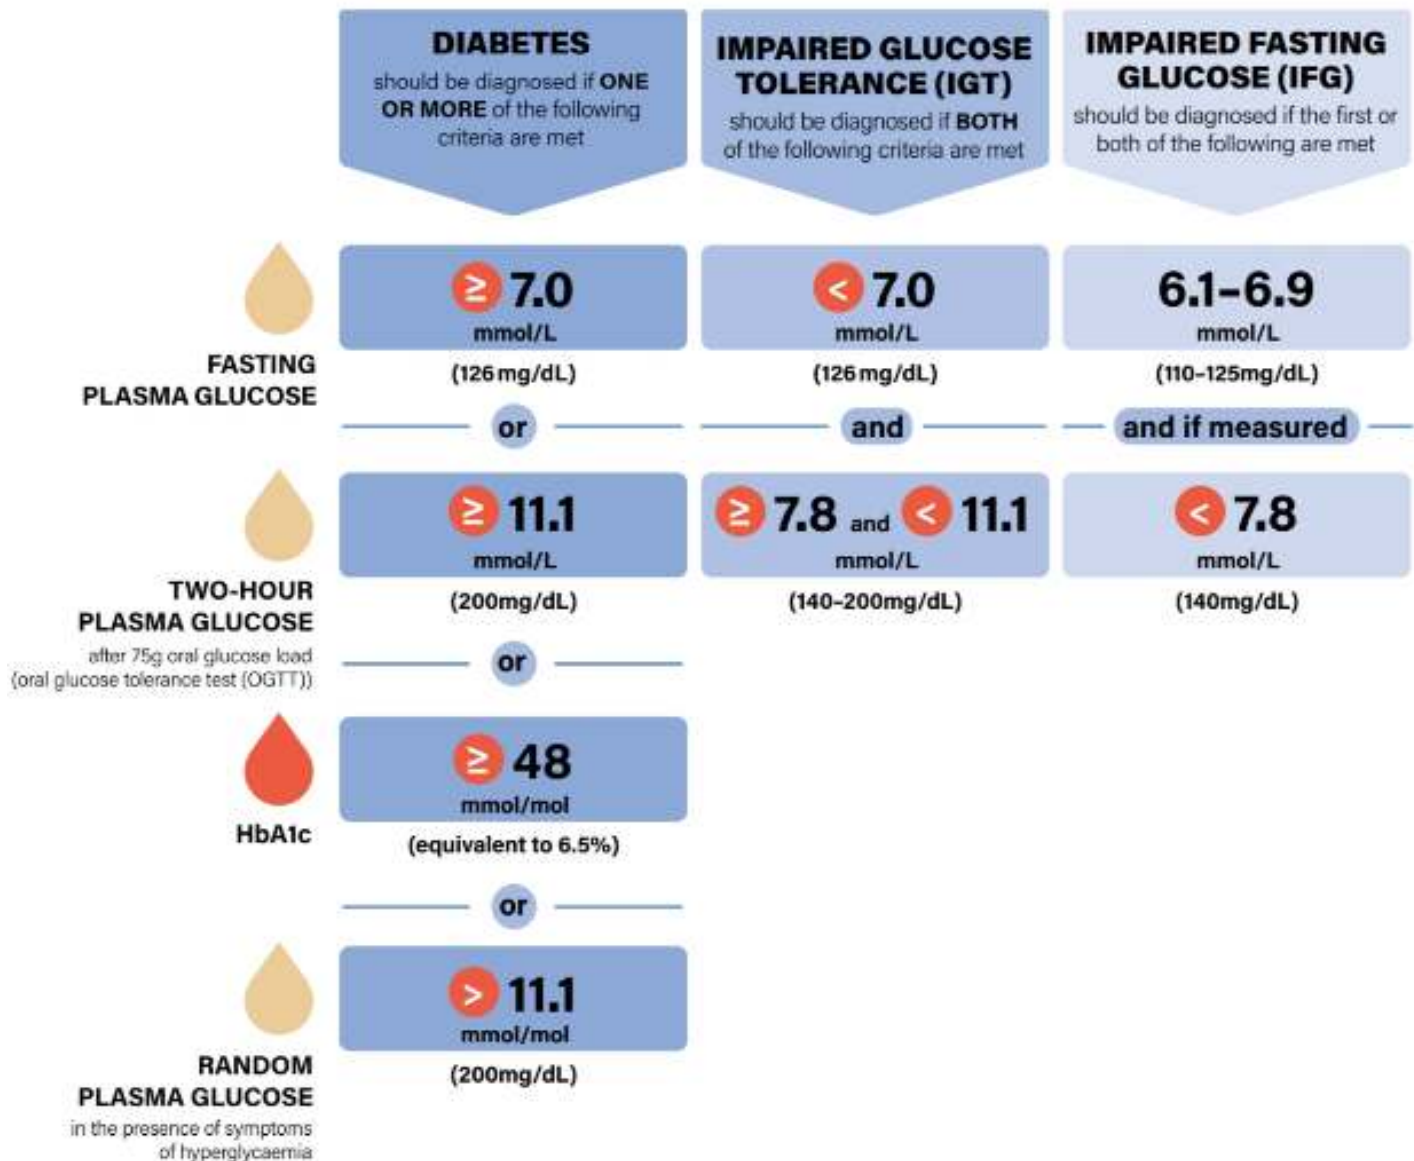 DIABETES
should be diagnosed if ONE
OR MORE of the following
criteria are met
IMPAIRED GLUCOSE
TOLERANCE (IGT)
should be diagnosed if BOTH
of the following criteria are met
IMPAIRED FASTING
GLUCOSE (IFG)
should be diagnosed if the first or
both of the following are met
FASTING
PLASMA GLUCOSE
≥ 7.0
mmol/L
(126mg/dL)
< 7.0
mmol/L
(126mg/dL)
6.1–6.9
mmol/L
(110–125mg/dL)
or
and
and if measured
TWO-HOUR
PLASMA GLUCOSE
after 75g oral glucose load
(oral glucose tolerance test (OGTT))
≥ 11.1
mmol/L
(200mg/dL)
≥ 7.8 and < 11.1
mmol/L
(140–200mg/dL)
< 7.8
mmol/L
(140mg/dL)
or
HbA1c
≥ 48
mmol/mol
(equivalent to 6.5%)
or
RANDOM
PLASMA GLUCOSE
in the presence of symptoms
of hyperglycaemia
> 11.1
mmol/mol
(200mg/dL)